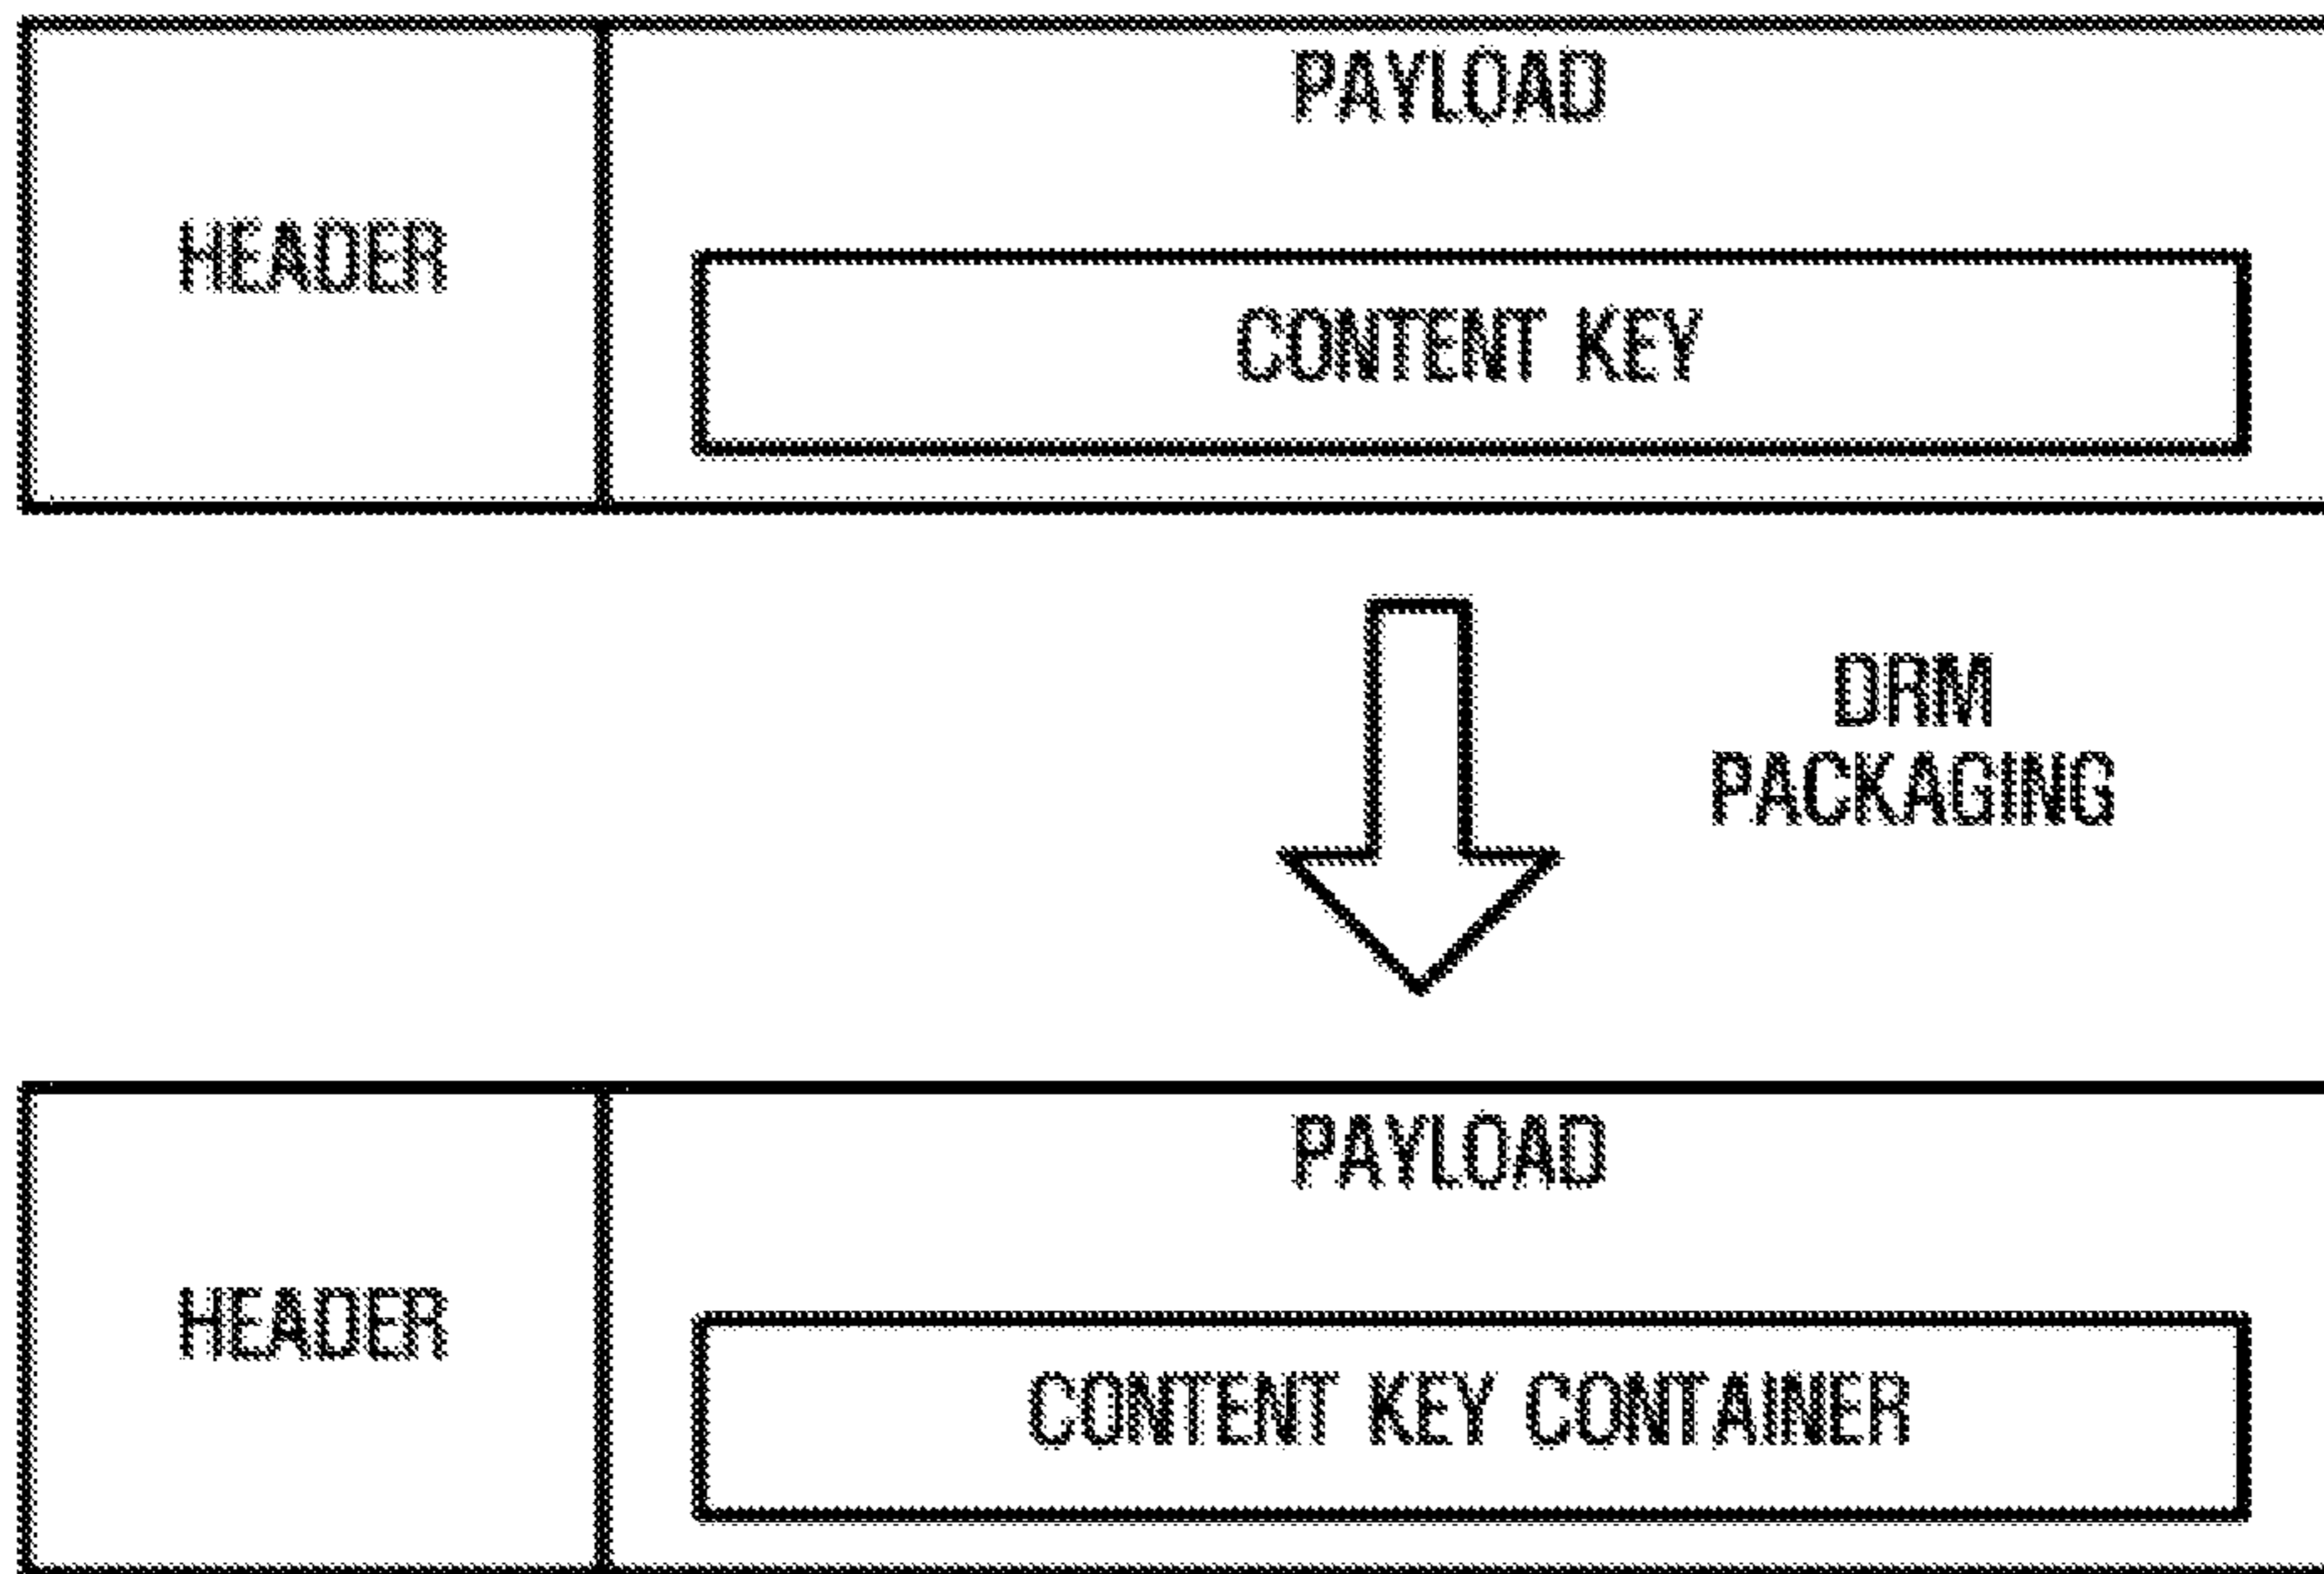 PAYLOAD
HEADER
CONTENT KEY
DRM
PACKAGING
PAYLOAD
HEADER
CONTENT KEY CONTAINER